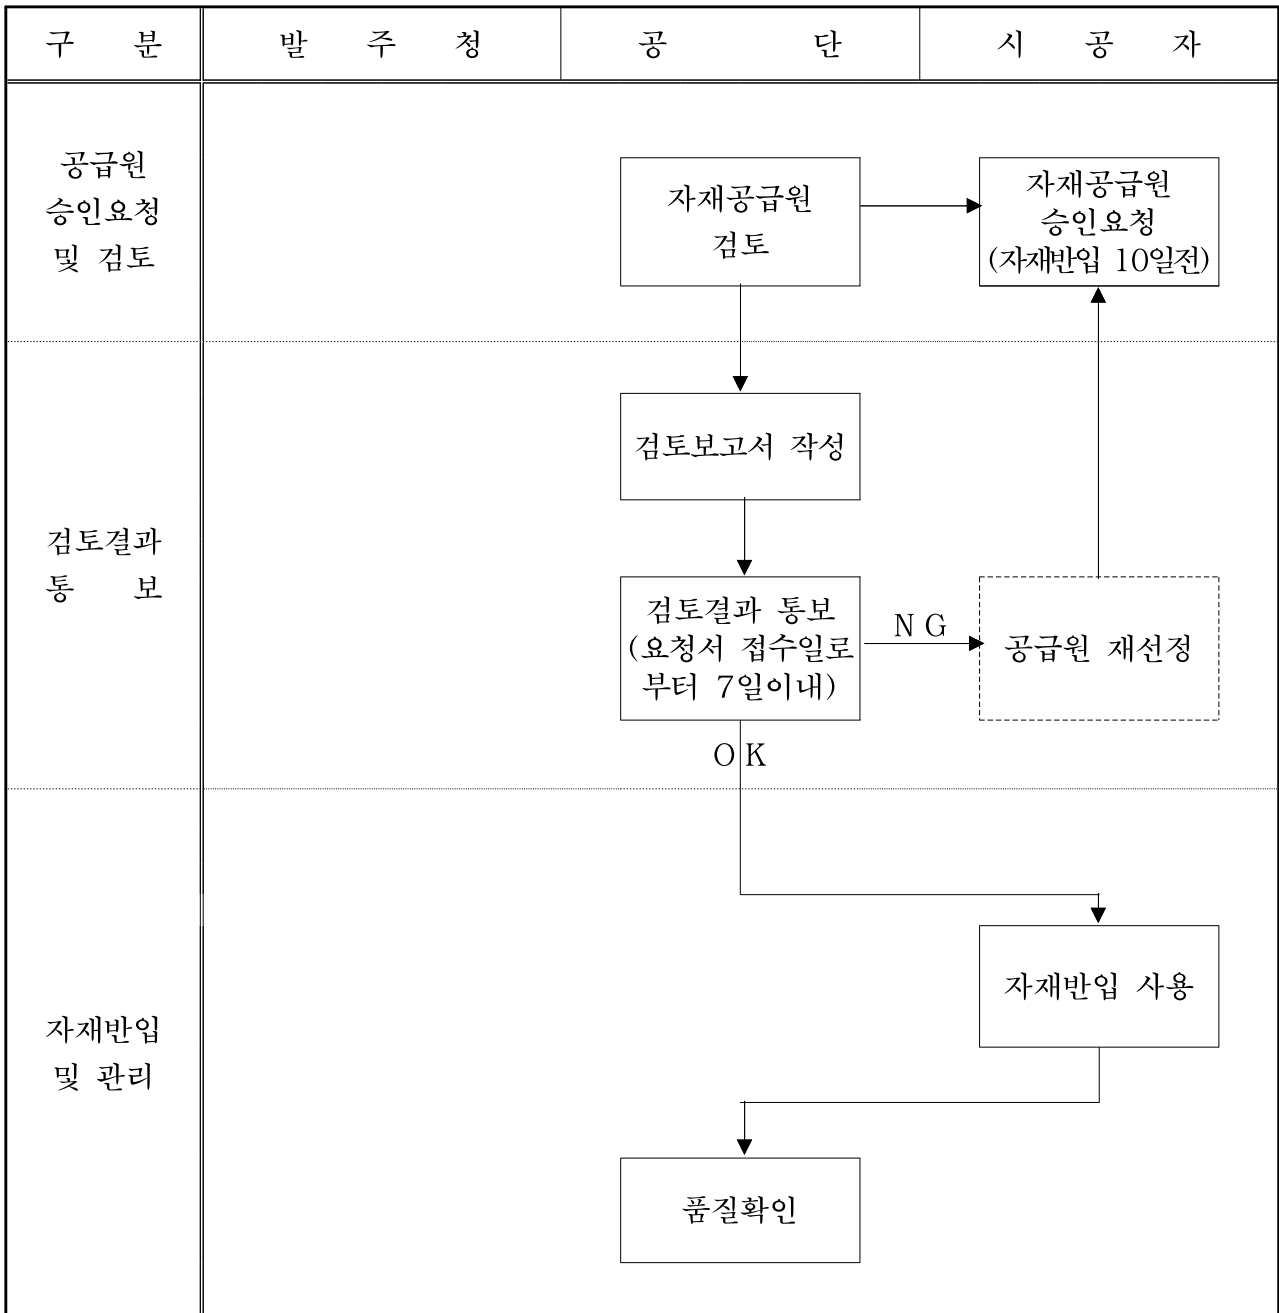 구 분 발 주 청 공 단 시 공 자
공급원
승인요청
및 검토
자재공급원
검토
자재공급원
승인요청
(자재반입 10일전)
검토결과
통 보
검토보고서 작성
검토결과 통보
(요청서 접수일로
부터 7일이내)
NG
공급원 재선정
OK
자재반입
및 관리
자재반입 사용
품질확인